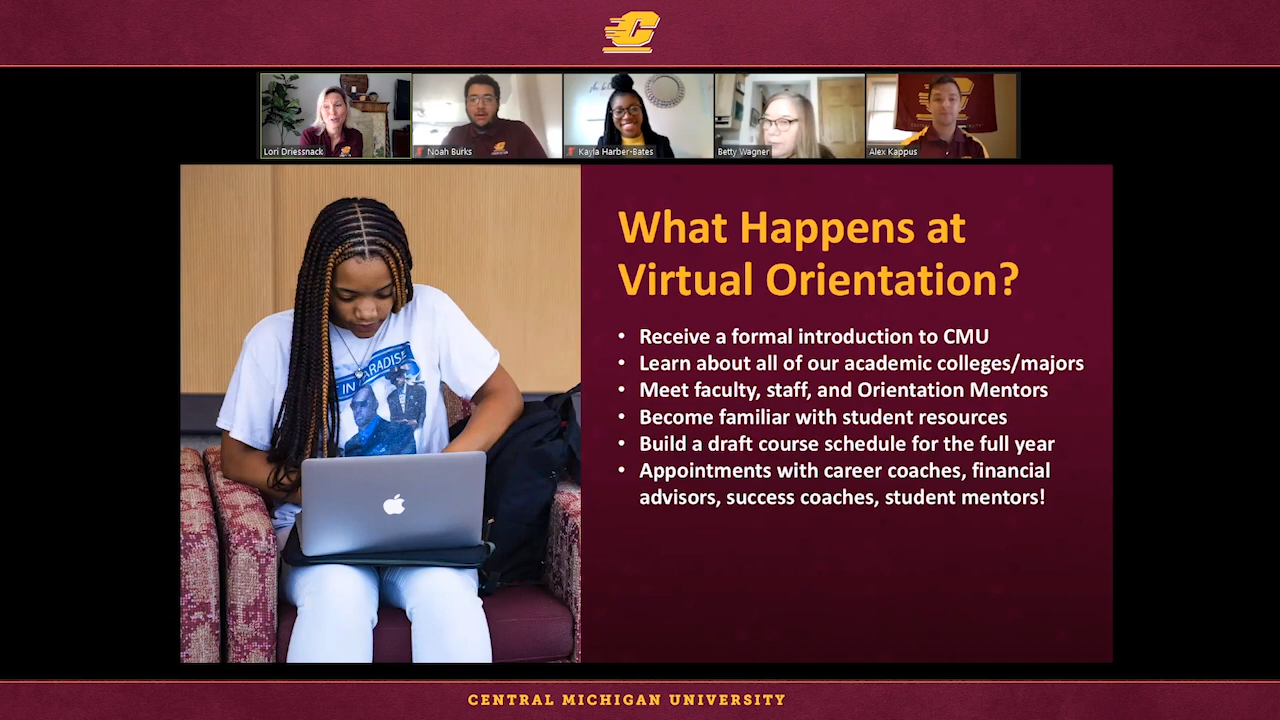 C
Lori Driessnack
Noah Burks
Kayla Harber-Bates
Betty Wagner
Alex Kappus
What Happens at
Virtual Orientation?
• Receive a formal introduction to CMU
• Learn about all of our academic colleges/majors
• Meet faculty, staff, and Orientation Mentors
• Become familiar with student resources
• Build a draft course schedule for the full year
• Appointments with career coaches, financial
advisors, success coaches, student mentors!
IN PARADISE
CENTRAL MICHIGAN UNIVERSITY